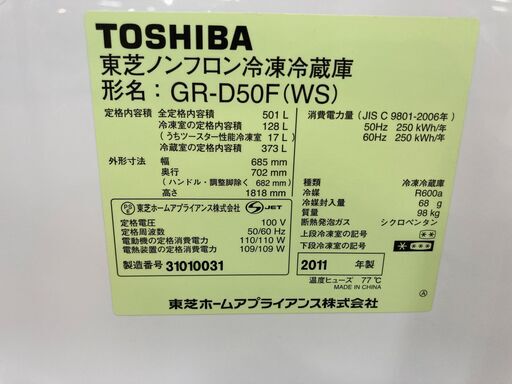 TOSHIBA
東芝ノンフロン冷凍冷蔵庫
形名：GR-D50F(WS)
定格内容積 全定格内容積 501 L
冷凍室の定格内容積 128 L
(うちツースター性能冷凍室 17 L)
冷蔵室の定格内容積 373 L
外形寸法 幅 685 mm
奥行 702 mm
(ハンドル・調整脚除く 682 mm)
高さ 1818 mm
消費電力量 (JIS C 9801-2006年)
50Hz 250 kWh/年
60Hz 250 kWh/年
種類 冷凍冷蔵庫
冷媒 R600a
冷媒封入量 68 g
質量 98 kg
断熱発泡ガス シクロペンタン
上段冷凍室の記号 **
下段冷凍室の記号 * ***
PS E 東芝ホームアプライアンス株式会社 S JET
定格電圧 100 V
定格周波数 50/60 Hz
電動機の定格消費電力 110/110 W
電熱装置の定格消費電力 109/109 W
製造番号 31010031
2011 年製
温度ヒューズ 77℃
MADE IN CHINA
東芝ホームアプライアンス株式会社
Ⓐ